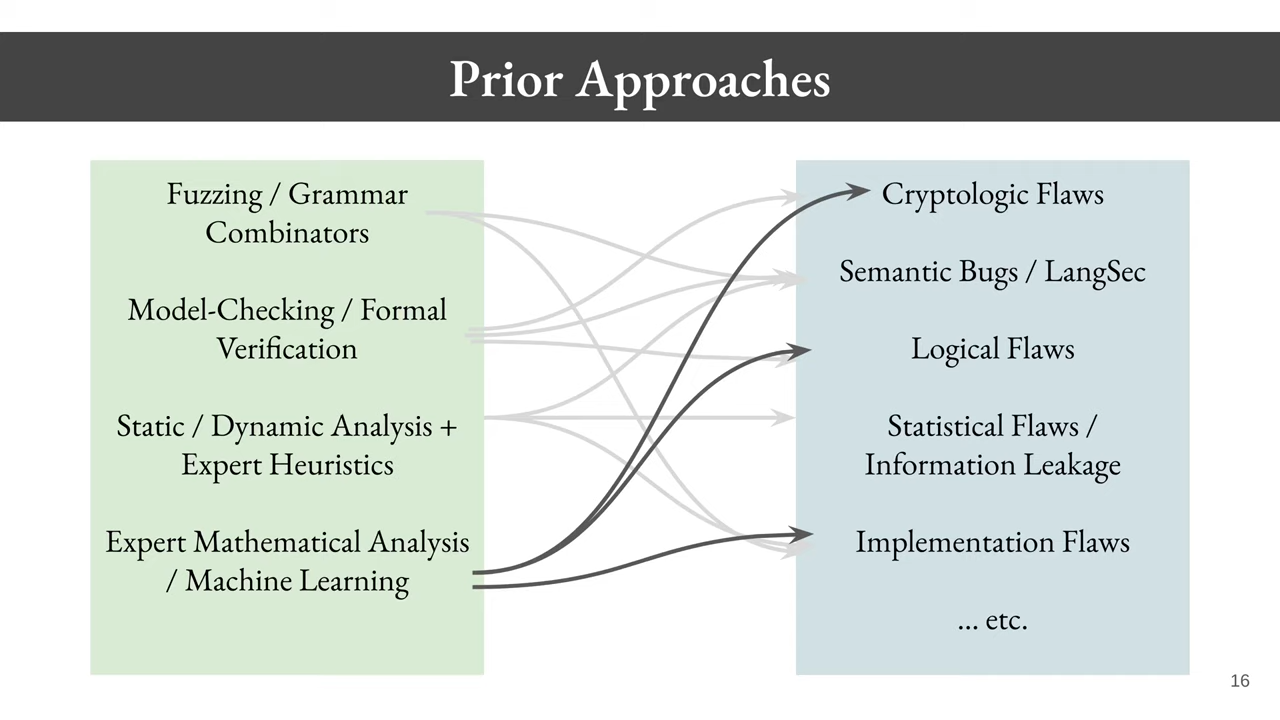 Prior Approaches
Fuzzing / Grammar
Combinators
Model-Checking / Formal
Verification
Static / Dynamic Analysis +
Expert Heuristics
Expert Mathematical Analysis
/ Machine Learning
Cryptologic Flaws
Semantic Bugs / LangSec
Logical Flaws
Statistical Flaws /
Information Leakage
Implementation Flaws
... etc.
16